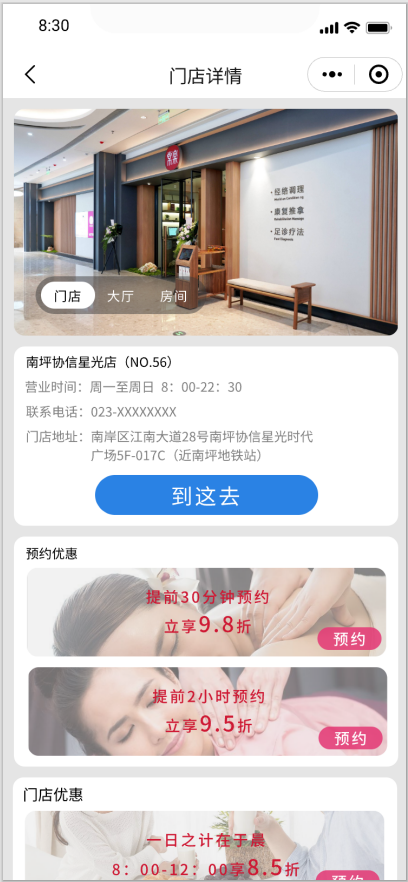 8:30
门店详情
· 经络调理
· 康复推拿
· 足诊疗法
门店 大厅 房间
南坪协信星光店（NO.56）
营业时间：周一至周日 8：00-22：30
联系电话：023-XXXXXXXX
门店地址：南岸区江南大道28号南坪协信星光时代
广场5F-017C（近南坪地铁站）
到这去
预约优惠
提前30分钟预约
立享9.8折
预约
提前2小时预约
立享9.5折
预约
门店优惠
一日之计在于晨
8：00-12：00享8.5折
预约